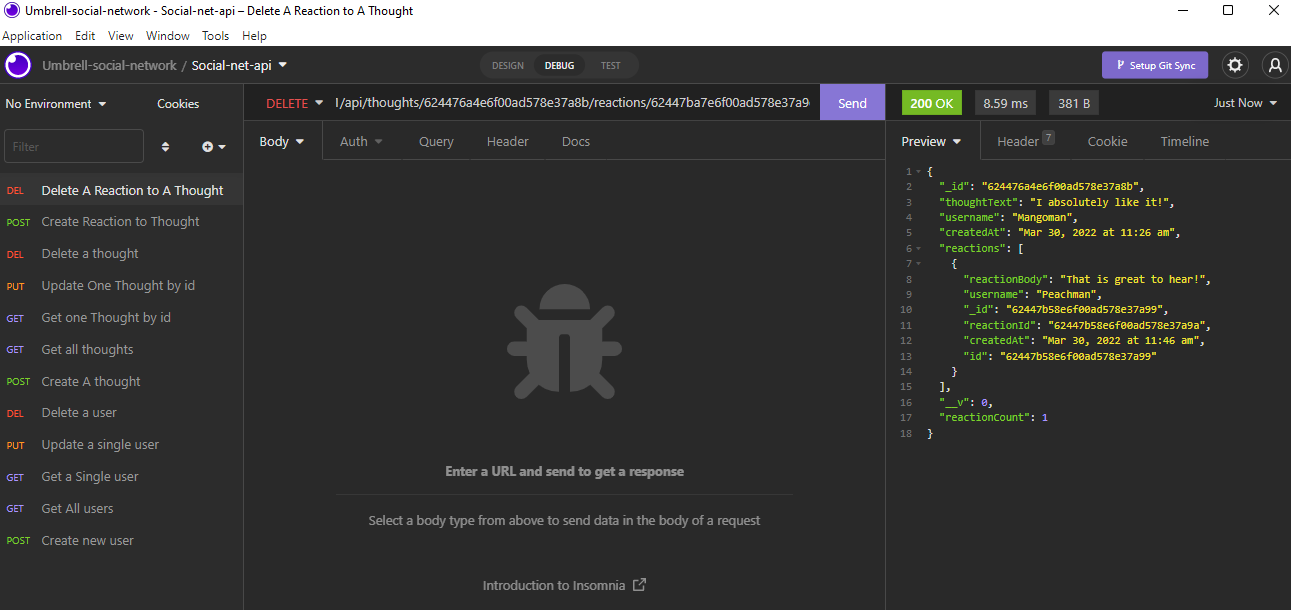 Umbrell-social-network - Social-net-api – Delete A Reaction to A Thought
Application Edit View Window Tools Help
Umbrell-social-network / Social-net-api
DESIGN DEBUG TEST
Setup Git Sync
No Environment
Cookies
Filter
DEL Delete A Reaction to A Thought
POST Create Reaction to Thought
DEL Delete a thought
PUT Update One Thought by id
GET Get one Thought by id
GET Get all thoughts
POST Create A thought
DEL Delete a user
PUT Update a single user
GET Get a Single user
GET Get All users
POST Create new user
DELETE /api/thoughts/624476a4e6f00ad578e37a8b/reactions/62447ba7e6f00ad578e37a9 Send
Body Auth Query Header Docs
Enter a URL and send to get a response
Select a body type from above to send data in the body of a request
Introduction to Insomnia
200 OK 8.59 ms 381 B Just Now
Preview Header 7 Cookie Timeline
1 {
2 "_id": "624476a4e6f00ad578e37a8b",
3 "thoughtText": "I absolutely like it!",
4 "username": "Mangoman",
5 "createdAt": "Mar 30, 2022 at 11:26 am",
6 "reactions": [
7 {
8 "reactionBody": "That is great to hear!",
9 "username": "Peachman",
10 "_id": "62447b58e6f00ad578e37a99",
11 "reactionId": "62447b58e6f00ad578e37a9a",
12 "createdAt": "Mar 30, 2022 at 11:46 am",
13 "id": "62447b58e6f00ad578e37a99"
14 }
15 ],
16 "__v": 0,
17 "reactionCount": 1
18 }